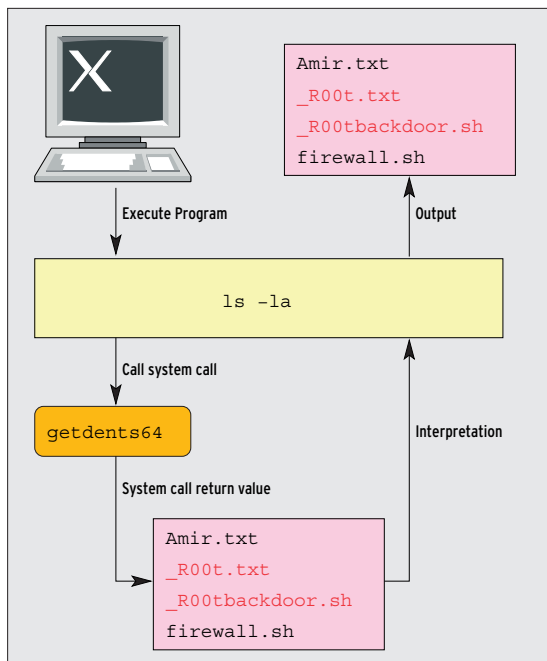 X
Amir.txt
_R00t.txt
_R00tbackdoor.sh
firewall.sh
Execute Program
Output
ls -la
Call system call
getdents64
Interpretation
System call return value
Amir.txt
_R00t.txt
_R00tbackdoor.sh
firewall.sh